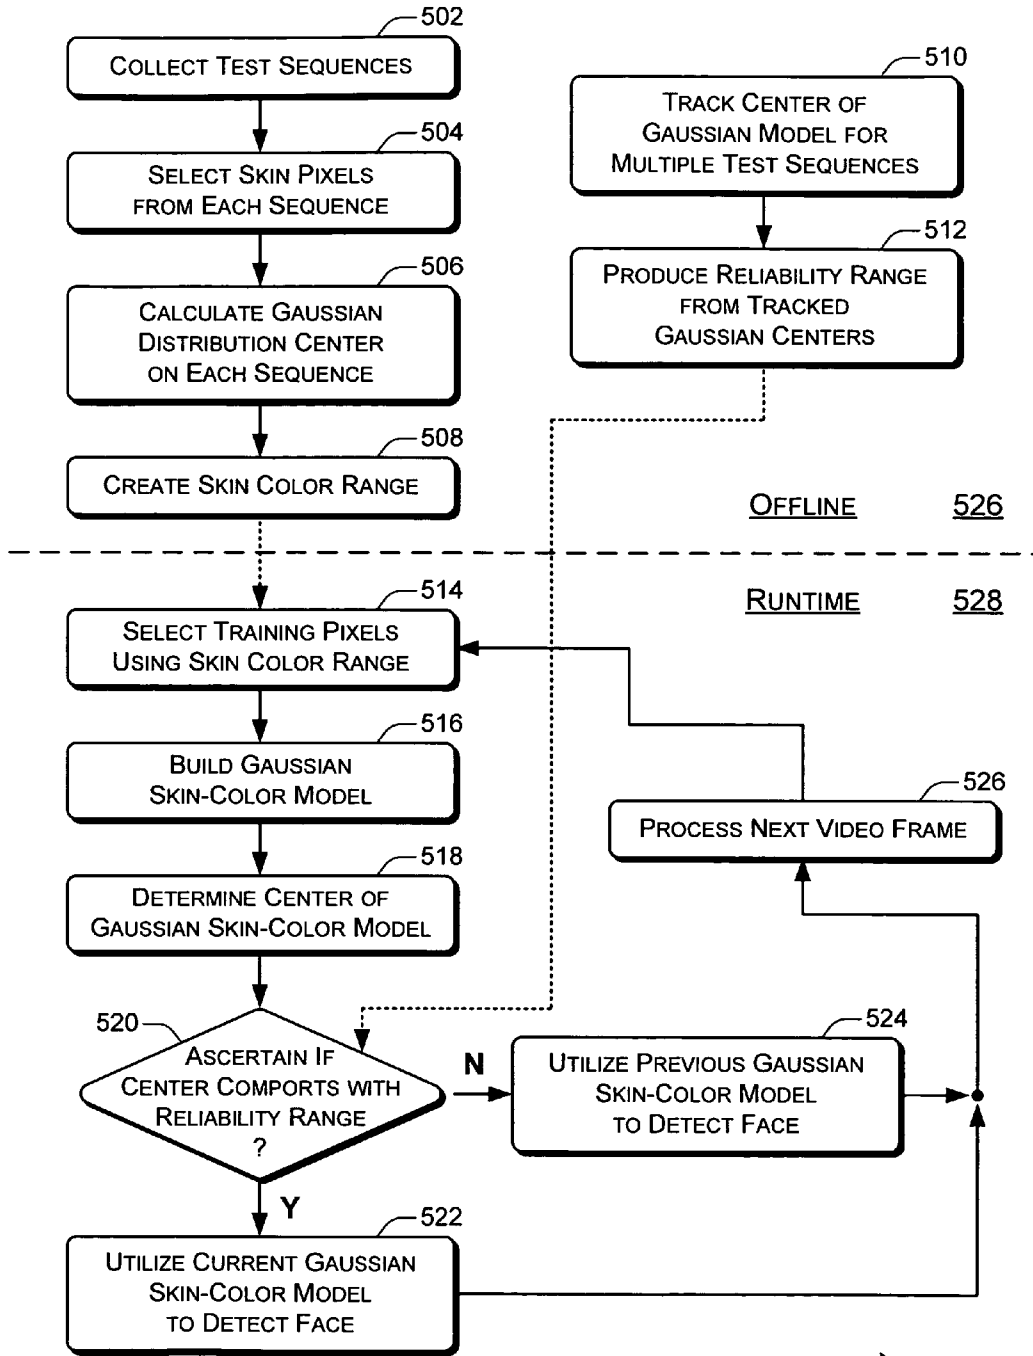 502
COLLECT TEST SEQUENCES
504
SELECT SKIN PIXELS
FROM EACH SEQUENCE
506
CALCULATE GAUSSIAN
DISTRIBUTION CENTER
ON EACH SEQUENCE
508
CREATE SKIN COLOR RANGE
510
TRACK CENTER OF
GAUSSIAN MODEL FOR
MULTIPLE TEST SEQUENCES
512
PRODUCE RELIABILITY RANGE
FROM TRACKED
GAUSSIAN CENTERS
OFFLINE 526
RUNTIME 528
514
SELECT TRAINING PIXELS
USING SKIN COLOR RANGE
516
BUILD GAUSSIAN
SKIN-COLOR MODEL
518
DETERMINE CENTER OF
GAUSSIAN SKIN-COLOR MODEL
520
ASCERTAIN IF
CENTER COMPORTS WITH
RELIABILITY RANGE
?
N
Y
522
UTILIZE CURRENT GAUSSIAN
SKIN-COLOR MODEL
TO DETECT FACE
524
UTILIZE PREVIOUS GAUSSIAN
SKIN-COLOR MODEL
TO DETECT FACE
526
PROCESS NEXT VIDEO FRAME